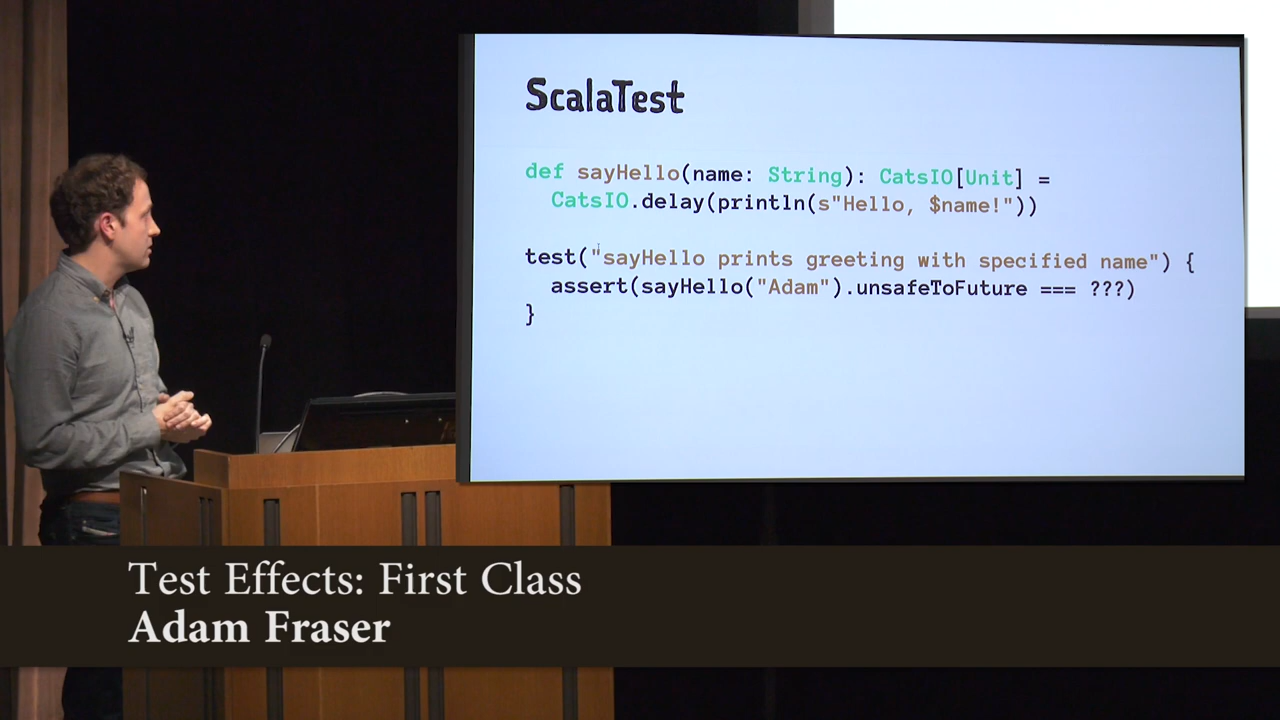 ScalaTest
def sayHello(name: String): CatsIO[Unit] =
CatsIO.delay(println(s"Hello, $name!"))
test("sayHello prints greeting with specified name") {
assert(sayHello("Adam").unsafeToFuture === ???)
}
Test Effects: First Class
Adam Fraser